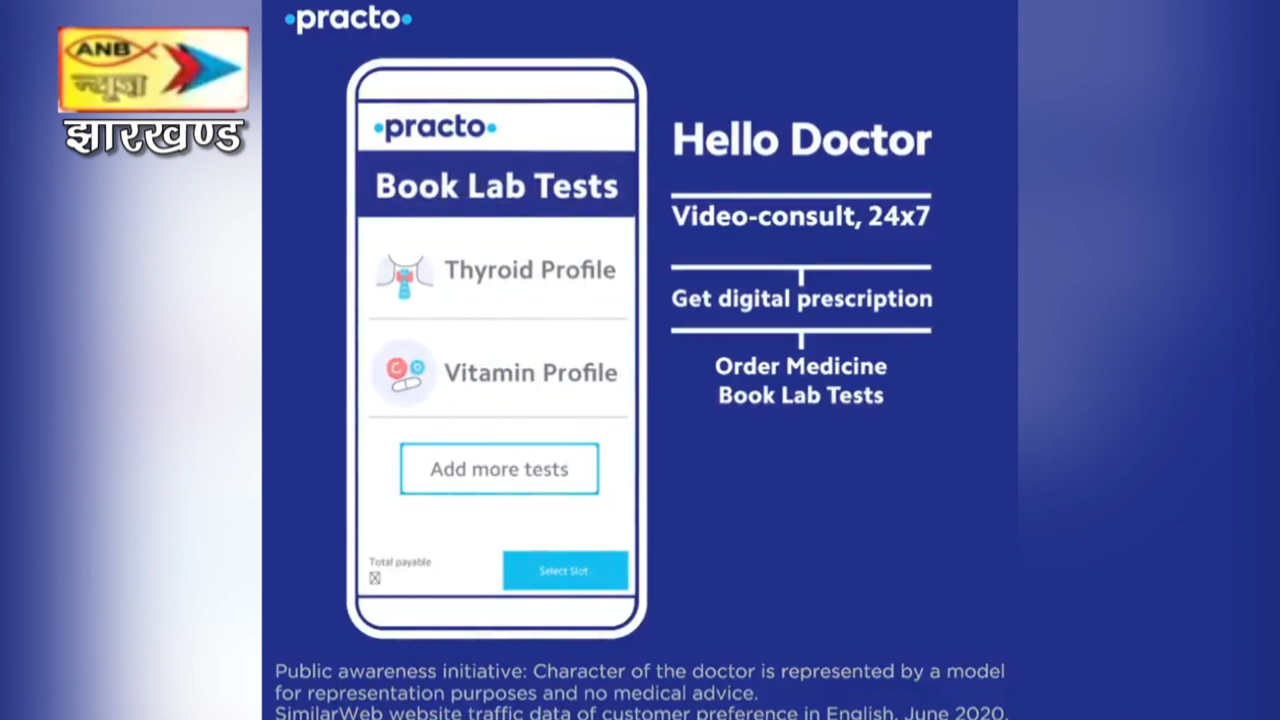 •practo•
ANB
न्यूज़
झारखण्ड
•practo•
Book Lab Tests
Thyroid Profile
Vitamin Profile
Add more tests
Total payable
Select Slot
Hello Doctor
Video-consult, 24x7
Get digital prescription
Order Medicine
Book Lab Tests
Public awareness initiative: Character of the doctor is represented by a model
for representation purposes and no medical advice.
SimilarWeb website traffic data of customer preference in English, June 2020.